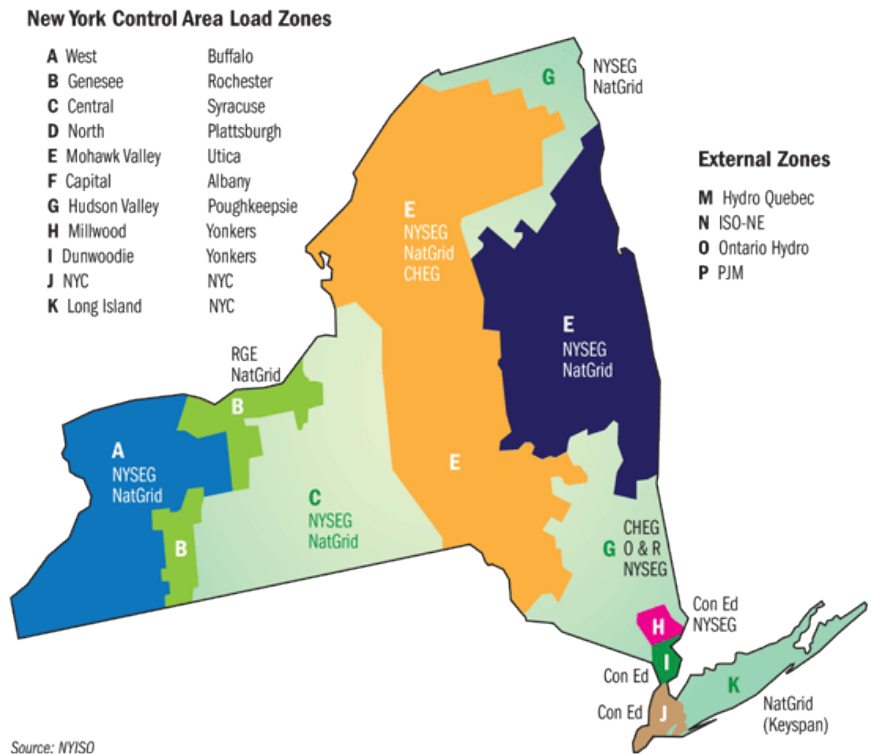 New York Control Area Load Zones
A West Buffalo
B Genesee Rochester
C Central Syracuse
D North Plattsburgh
E Mohawk Valley Utica
F Capital Albany
G Hudson Valley Poughkeepsie
H Millwood Yonkers
I Dunwoodie Yonkers
J NYC NYC
K Long Island NYC
External Zones
M Hydro Quebec
N ISO-NE
O Ontario Hydro
P PJM
G
NYSEG
NatGrid
E
NYSEG
NatGrid
CHEG
E
NYSEG
NatGrid
RGE
NatGrid
B
A
NYSEG
NatGrid
E
C
NYSEG
NatGrid
B
G
CHEG
O & R
NYSEG
H
Con Ed
NYSEG
I
Con Ed
K
J
Con Ed
NatGrid
(Keyspan)
Source: NYISO